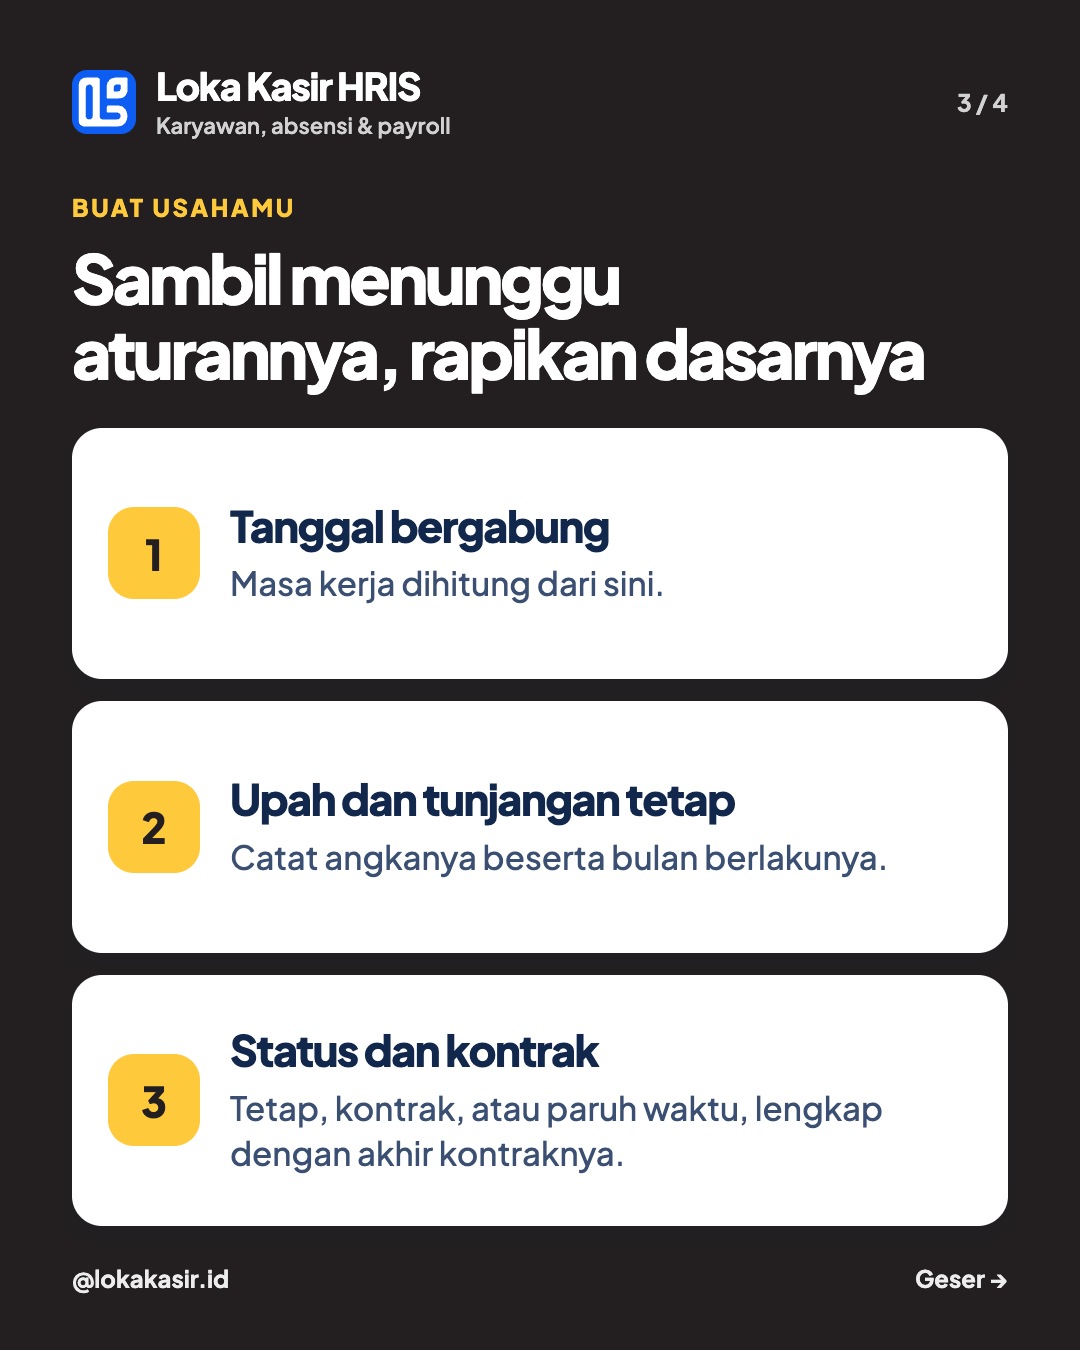 Loka Kasir HRIS
Karyawan, absensi & payroll
3 / 4
BUAT USAHAMU
Sambil menunggu
aturannya, rapikan dasarnya
1
Tanggal bergabung
Masa kerja dihitung dari sini.
2
Upah dan tunjangan tetap
Catat angkanya beserta bulan berlakunya.
3
Status dan kontrak
Tetap, kontrak, atau paruh waktu, lengkap
dengan akhir kontraknya.
@lokakasir.id
Geser →